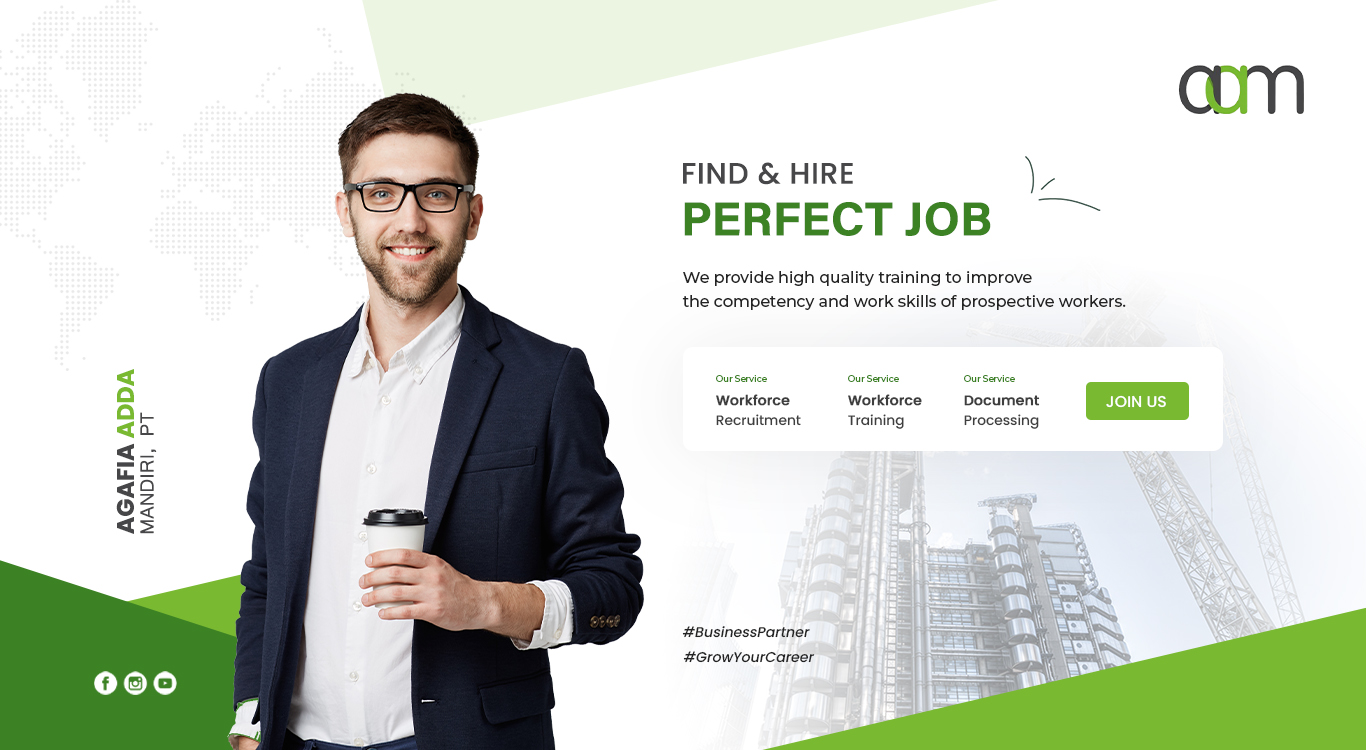 aam
FIND & HIRE
PERFECT JOB
We provide high quality training to improve
the competency and work skills of prospective workers.
Our Service
Workforce
Recruitment
Our Service
Workforce
Training
Our Service
Document
Processing
JOIN US
AGAFIA ADDA
MANDIRI, PT
#BusinessPartner
#GrowYourCareer